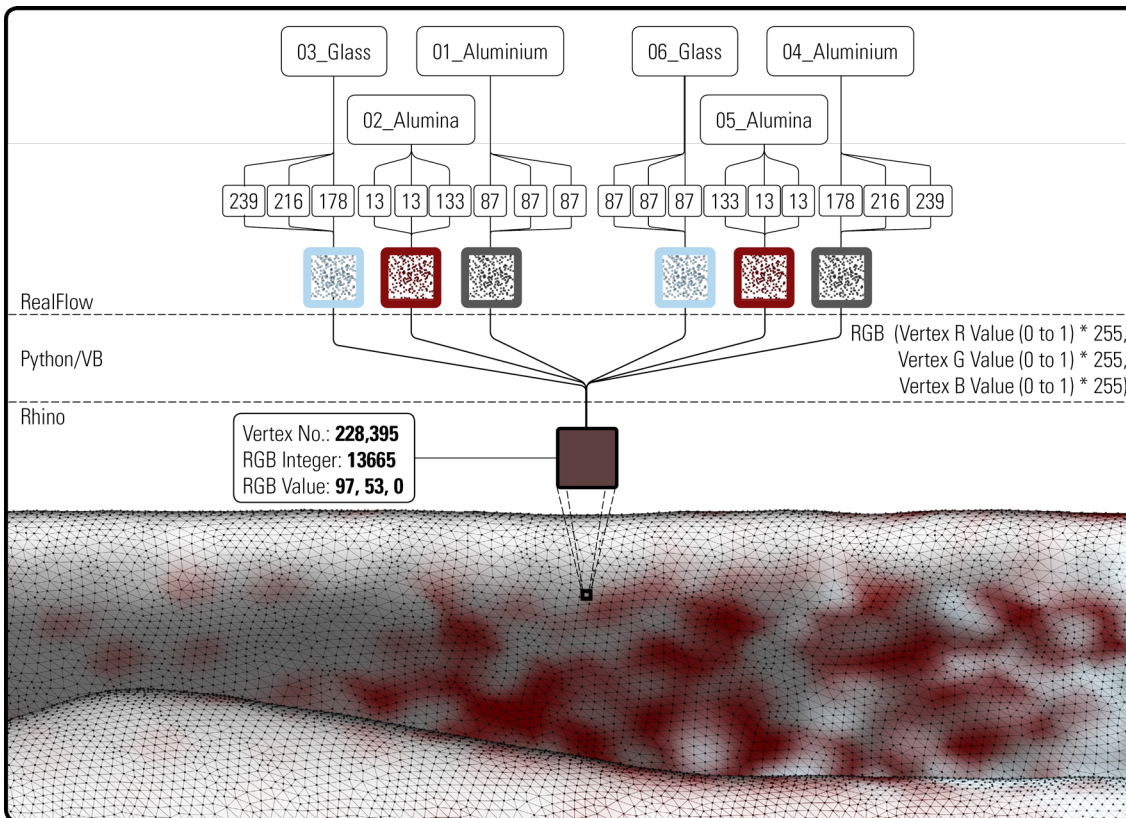 03_Glass
01_Aluminium
06_Glass
04_Aluminium
02_Alumina
05_Alumina
239 216 178 13 13 133 87 87 87 87 87 87 133 13 13 178 216 239
RealFlow
RGB (Vertex R Value (0 to 1) * 255,
Python/VB
Vertex G Value (0 to 1) * 255,
Vertex B Value (0 to 1) * 255)
Rhino
Vertex No.: 228,395
RGB Integer: 13665
RGB Value: 97, 53, 0